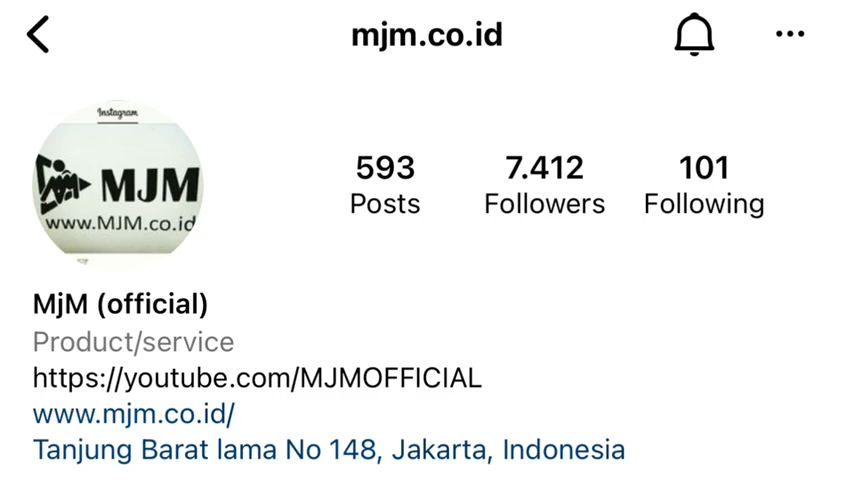 mjm.co.id
Instagram
MJM
www.MJM.co.id
593 7.412 101
Posts Followers Following
MjM (official)
Product/service
https://youtube.com/MJMOFFICIAL
www.mjm.co.id/
Tanjung Barat lama No 148, Jakarta, Indonesia